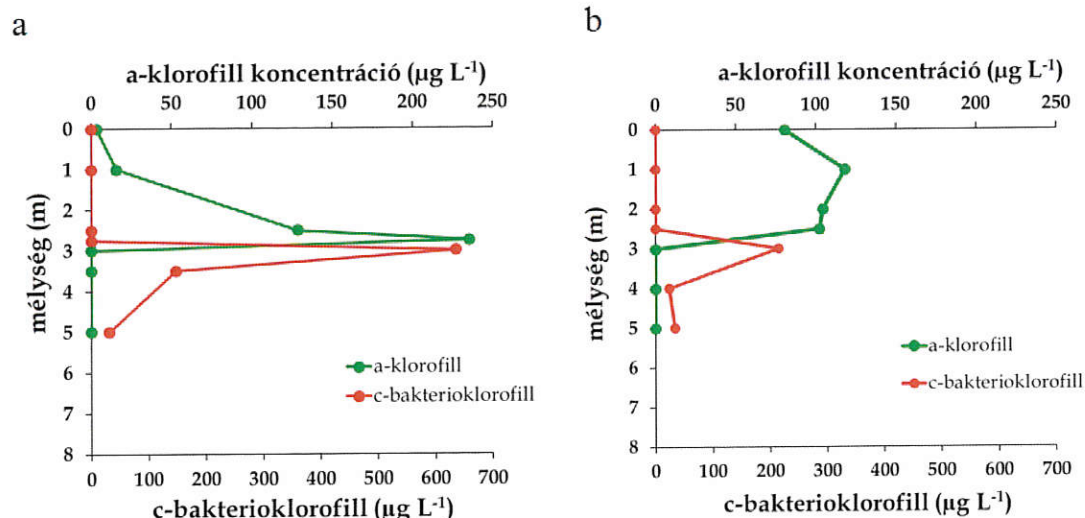 a
a-klorofill koncentráció (µg L-1)
0 50 100 150 200 250
mélység (m)
0
1
2
3
4
5
6
7
8
a-klorofill
c-bakterioklorofill
0 100 200 300 400 500 600 700
c-bakterioklorofill (µg L-1)
b
a-klorofill koncentráció (µg L-1)
0 50 100 150 200 250
mélység (m)
0
1
2
3
4
5
6
7
8
a-klorofill
c-bakterioklorofill
0 100 200 300 400 500 600 700
c-bakterioklorofill (µg L-1)